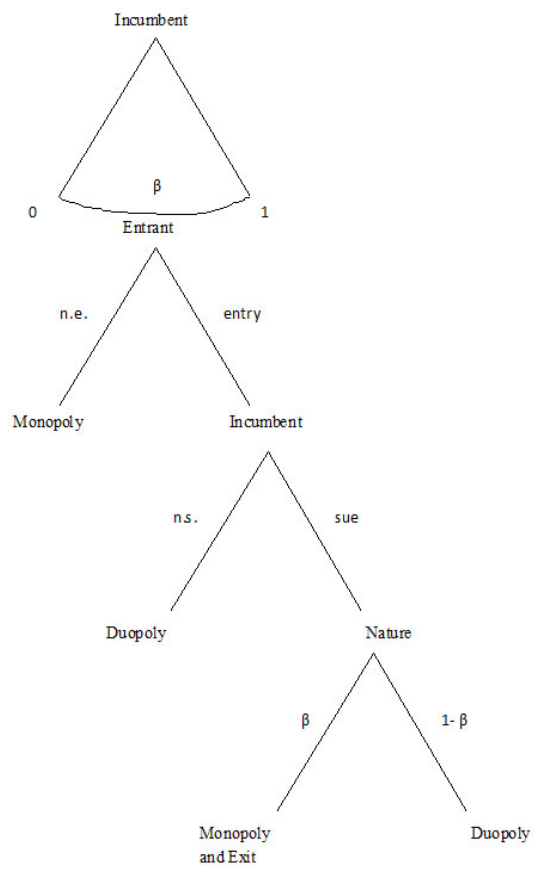 Incumbent
β
0
1
Entrant
n.e.
entry
Monopoly
Incumbent
n.s.
sue
Duopoly
Nature
β
1- β
Monopoly
and Exit
Duopoly